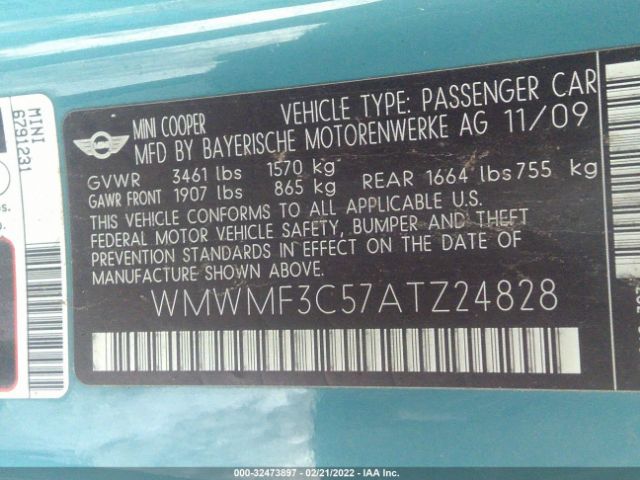 MINI COOPER
VEHICLE TYPE: PASSENGER CAR
MFD BY BAYERISCHE MOTORENWERKE AG 11/09
GVWR 3461 lbs 1570 kg
GAWR FRONT 1907 lbs 865 kg REAR 1664 lbs 755 kg
THIS VEHICLE CONFORMS TO ALL APPLICABLE U.S.
FEDERAL MOTOR VEHICLE SAFETY, BUMPER AND THEFT
PREVENTION STANDARDS IN EFFECT ON THE DATE OF
MANUFACTURE SHOWN ABOVE.
WMWMF3C57ATZ24828
MINI
6791231
000-32473897 - 02/21/2022 - IAA Inc.